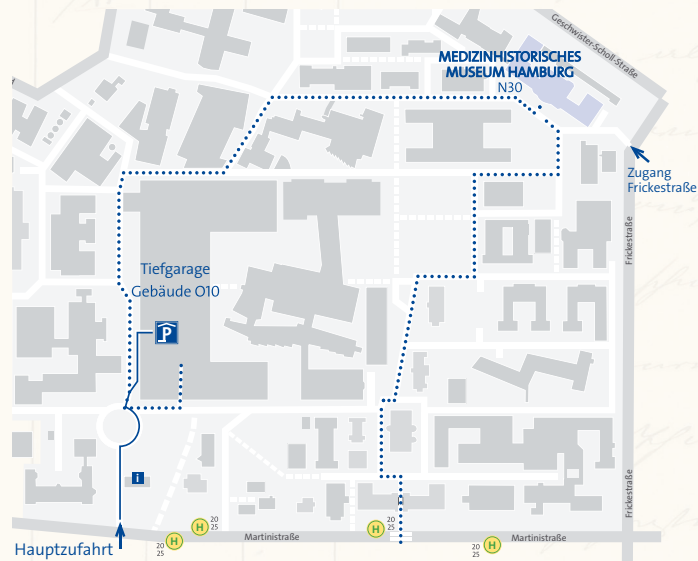 Geschwister-Scholl-Straße
MEDIZINHISTORISCHES
MUSEUM HAMBURG
N30
Zugang
Frickestraße
Frickestraße
Tiefgarage
Gebäude O10
P
i
Frickestraße
20
25
H
20
25
H
Hauptzufahrt
H
20
25
Martinistraße
20
25
H
Martinistraße